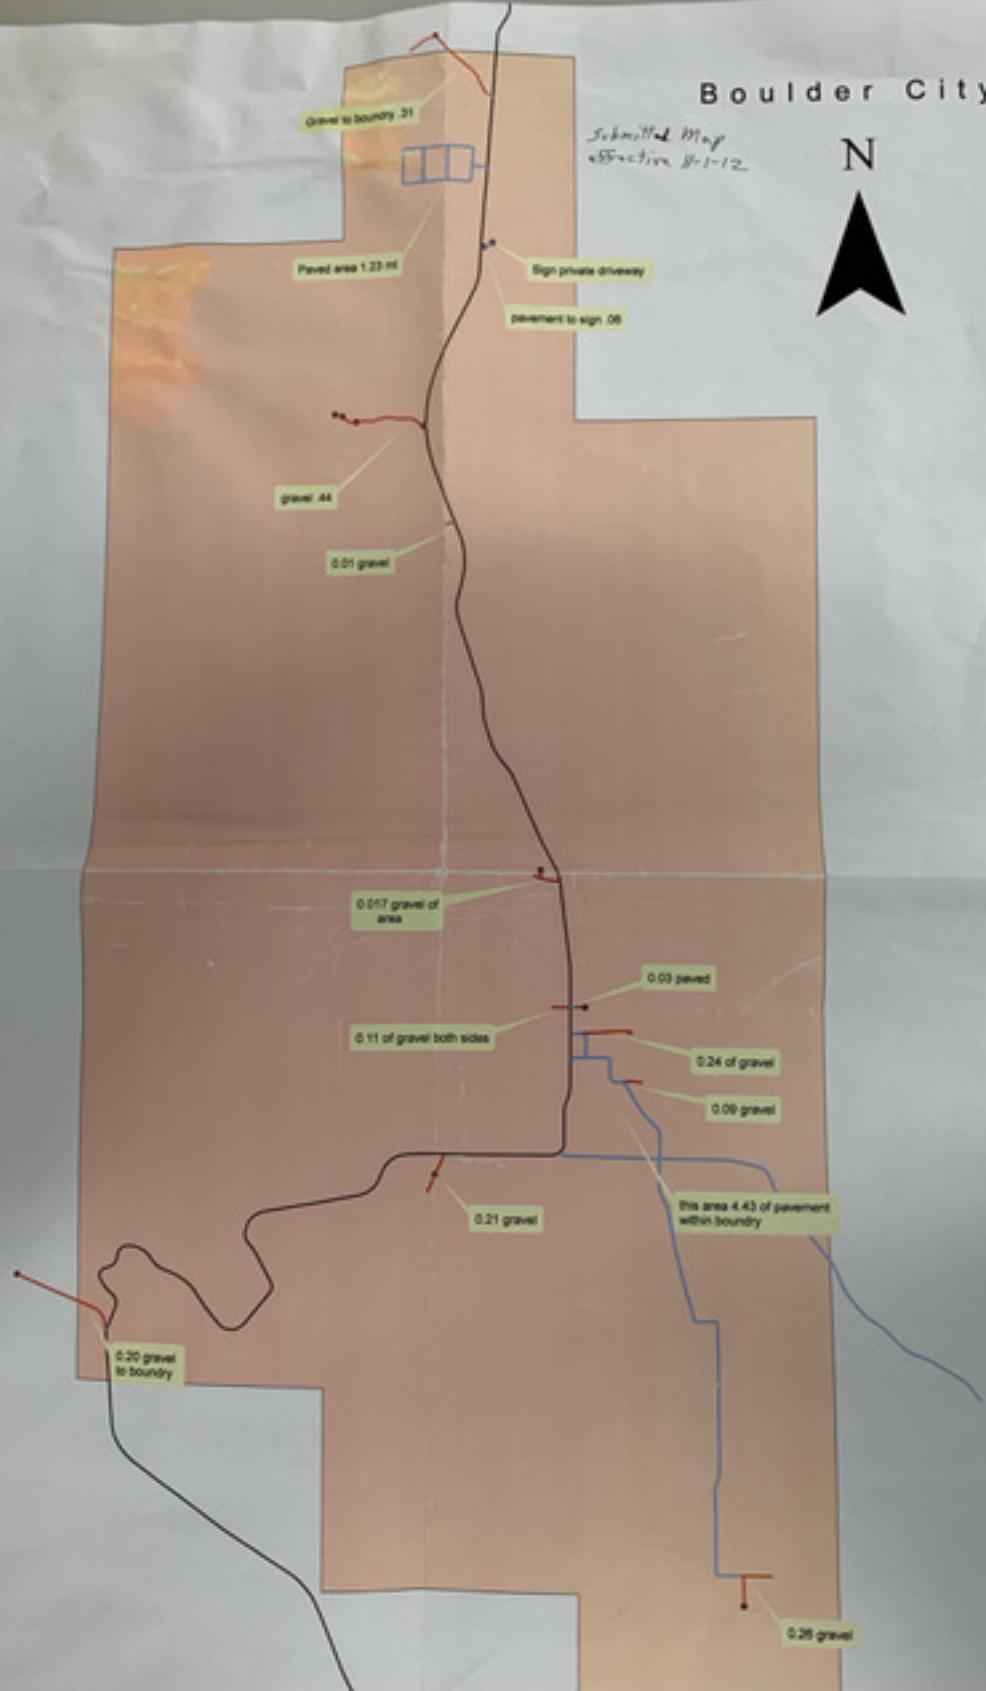 Boulder City
Submitted Map
effective 11-1-12
N
Gravel to boundry .31
Paved area 1.23 mi
Sign private driveway
pavement to sign .06
gravel .44
0.01 gravel
0.017 gravel of
area
0.03 paved
0.11 of gravel both sides
0.24 of gravel
0.09 gravel
this area 4.43 of pavement
within boundry
0.21 gravel
0.20 gravel
to boundry
0.26 gravel